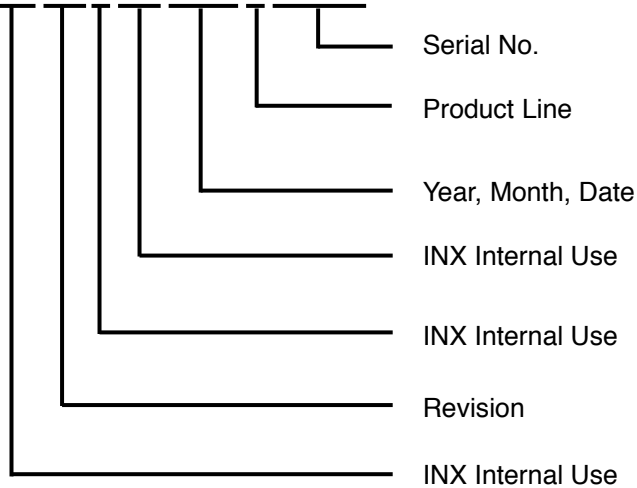 Serial No.
Product Line
Year, Month, Date
INX Internal Use
INX Internal Use
Revision
INX Internal Use